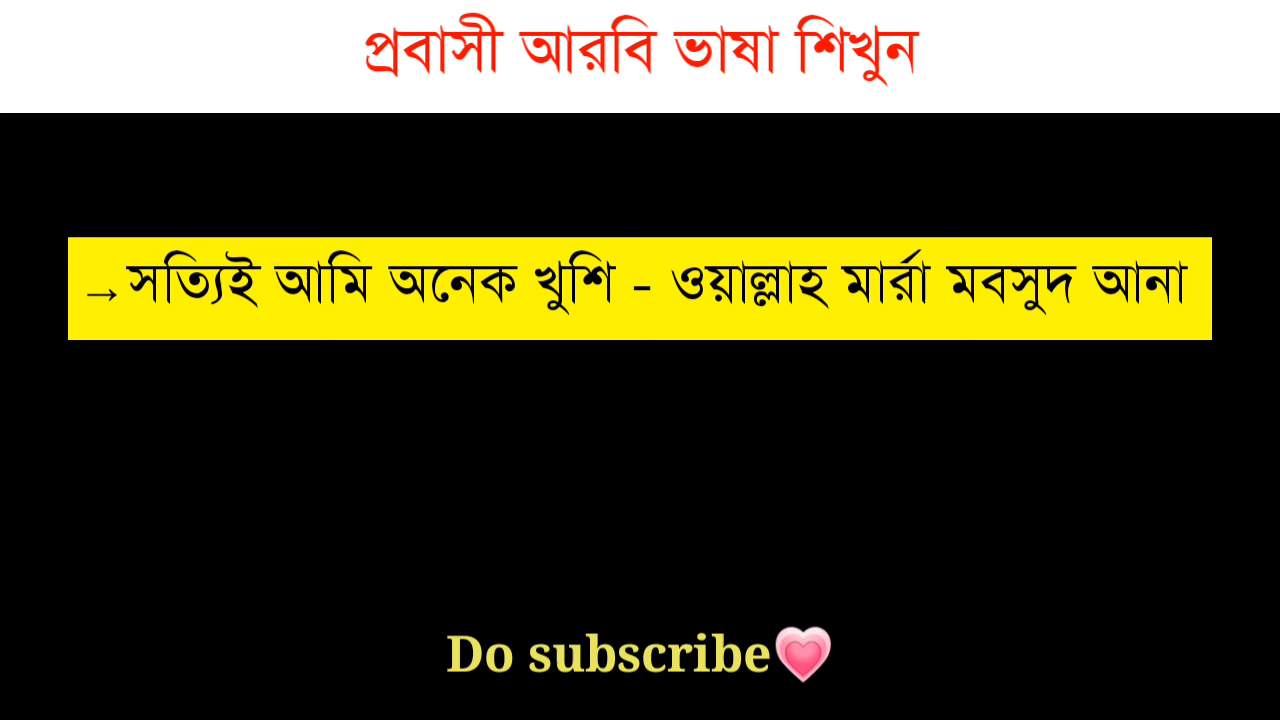 প্রবাসী আরবি ভাষা শিখুন
→সত্যিই আমি অনেক খুশি - ওয়াল্লাহ মার্রা মবসুদ আনা
Do subscribe💗